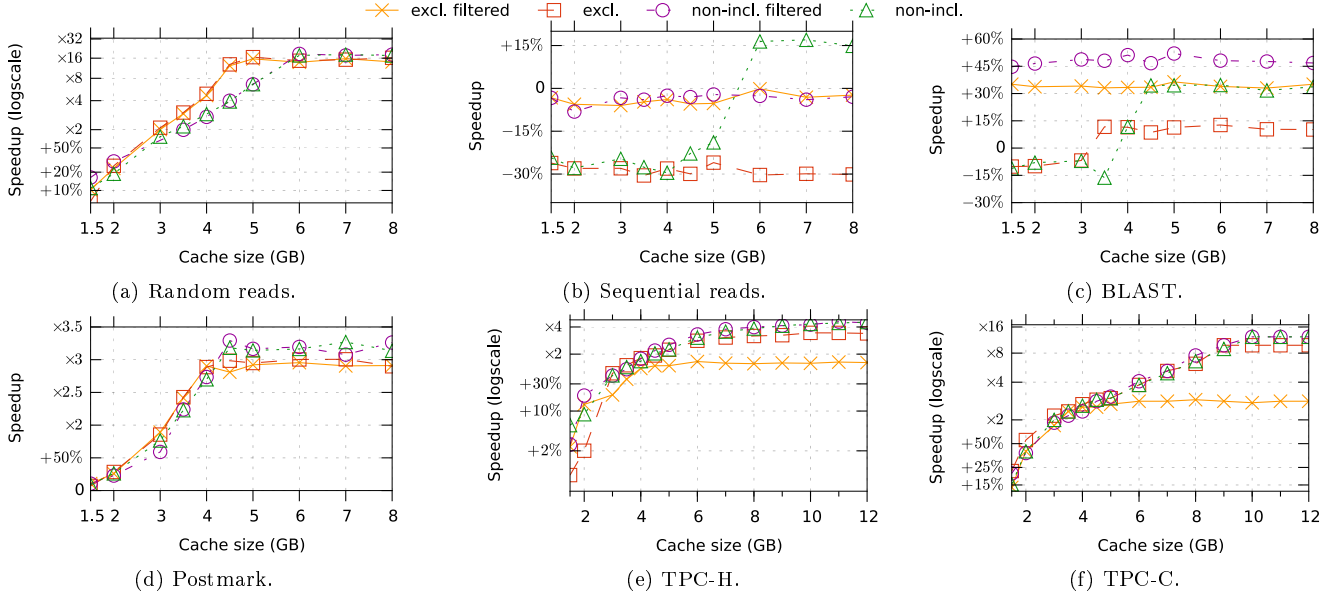 excl. filtered excl. non-incl. filtered non-incl.
×32
×16
×8
×4
×2
+50%
+20%
+10%
Speedup (logscale)
1.5 2 3 4 5 6 7 8
Cache size (GB)
(a) Random reads.
+15%
0
−15%
−30%
Speedup
1.5 2 3 4 5 6 7 8
Cache size (GB)
(b) Sequential reads.
+60%
+45%
+30%
+15%
0
−15%
−30%
Speedup
1.5 2 3 4 5 6 7 8
Cache size (GB)
(c) BLAST.
×3.5
×3
×2.5
×2
+50%
0
Speedup
1.5 2 3 4 5 6 7 8
Cache size (GB)
(d) Postmark.
×4
×2
+30%
+10%
+2%
Speedup (logscale)
2 4 6 8 10 12
Cache size (GB)
(e) TPC-H.
×16
×8
×4
×2
+50%
+25%
+15%
Speedup (logscale)
2 4 6 8 10 12
Cache size (GB)
(f) TPC-C.